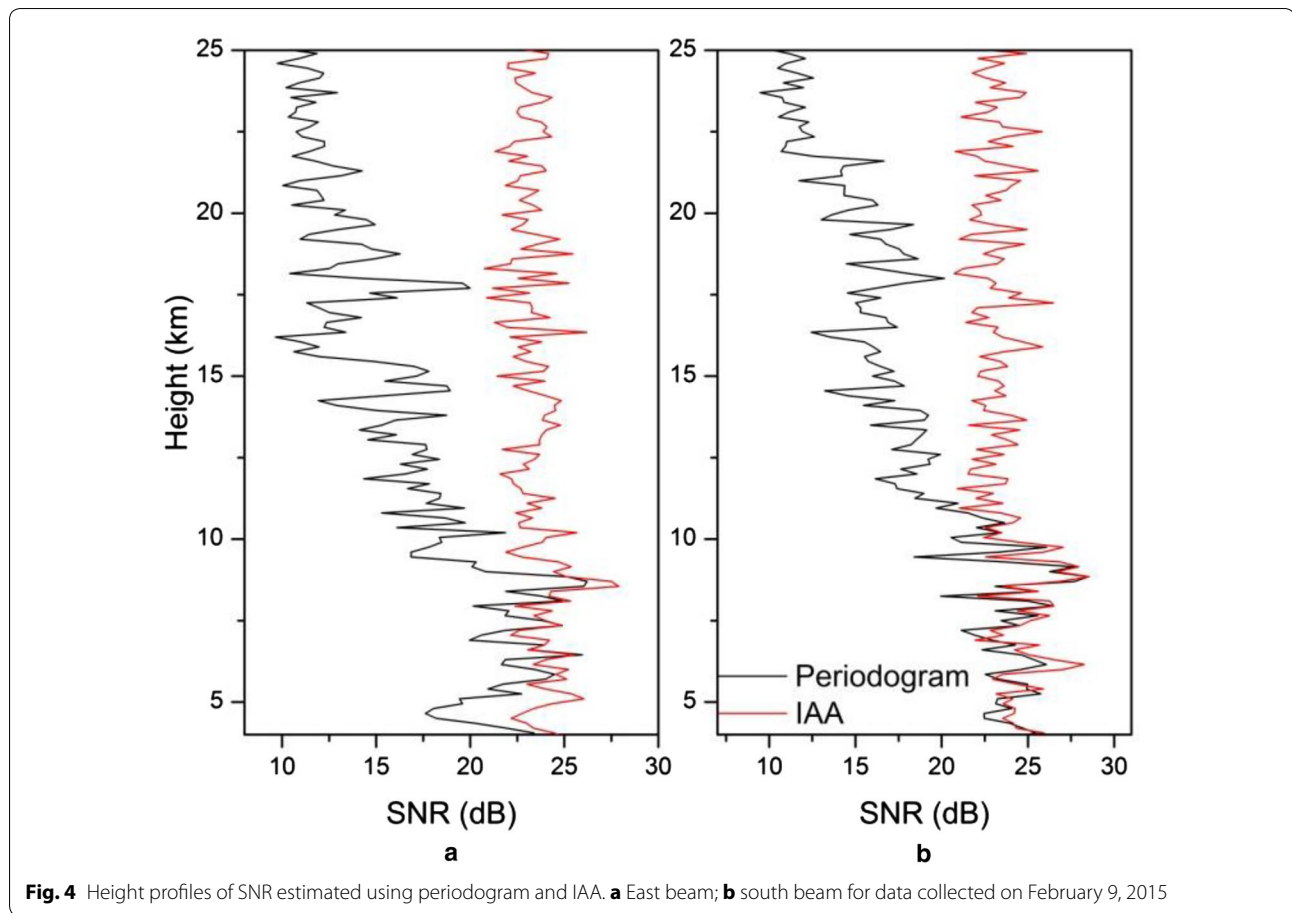 25
20
15
10
5
Height (km)
10 15 20 25 30
SNR (dB)
a
25
20
15
10
5
Periodogram
IAA
10 15 20 25 30
SNR (dB)
b
Fig. 4 Height profiles of SNR estimated using periodogram and IAA. a East beam; b south beam for data collected on February 9, 2015